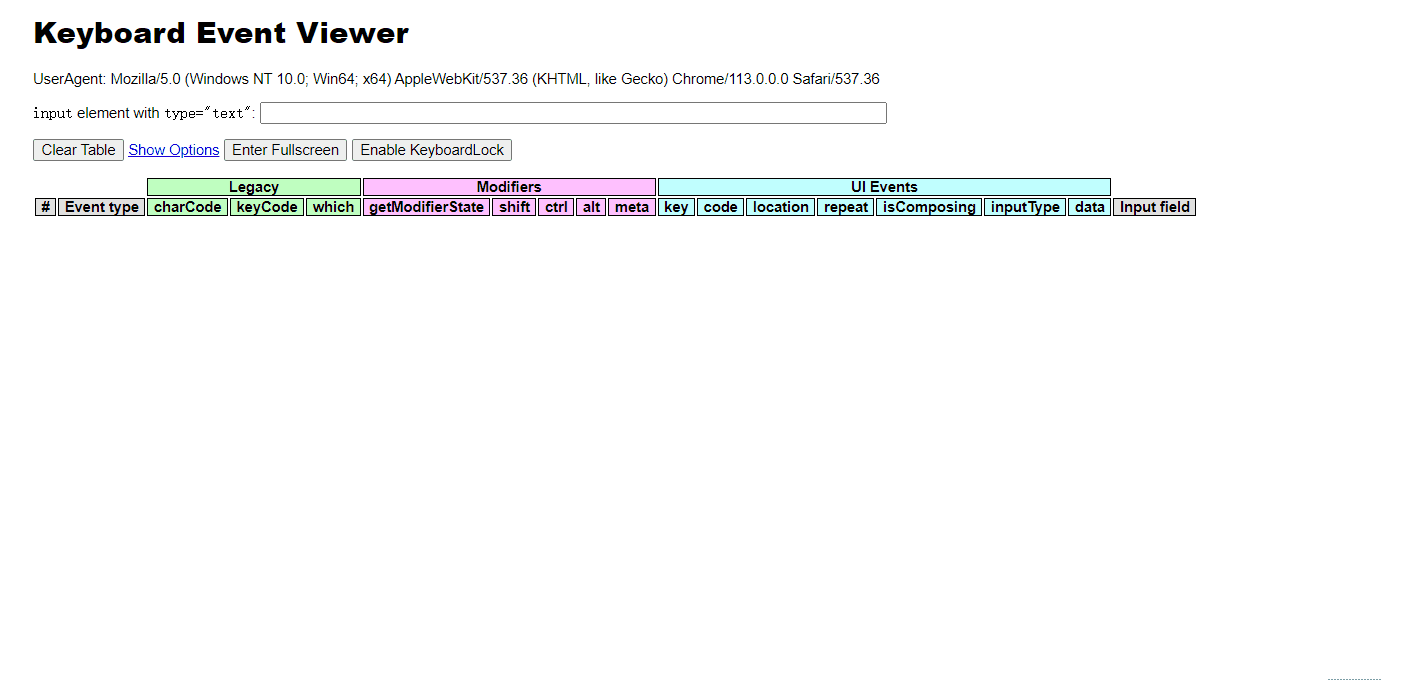 Keyboard Event Viewer
UserAgent: Mozilla/5.0 (Windows NT 10.0; Win64; x64) AppleWebKit/537.36 (KHTML, like Gecko) Chrome/113.0.0.0 Safari/537.36
input element with type="text":
Clear Table Show Options Enter Fullscreen Enable KeyboardLock
Legacy Modifiers UI Events
# Event type charCode keyCode which getModifierState shift ctrl alt meta key code location repeat isComposing inputType data Input field